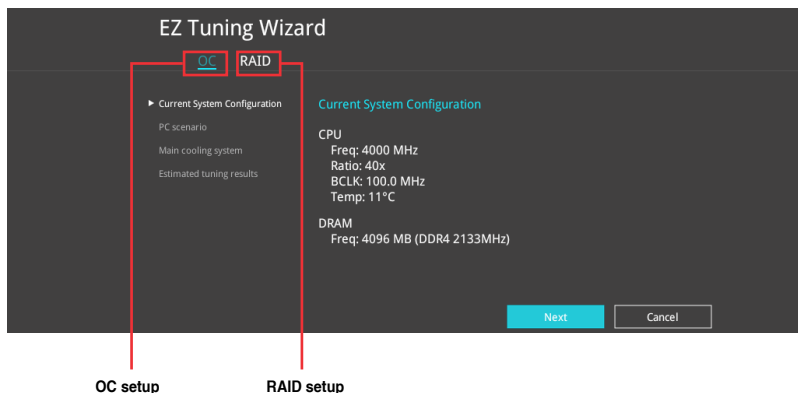 EZ Tuning Wizard
OC RAID
Current System Configuration
PC scenario
Main cooling system
Estimated tuning results
Current System Configuration
CPU
Freq: 4000 MHz
Ratio: 40x
BCLK: 100.0 MHz
Temp: 11°C
DRAM
Freq: 4096 MB (DDR4 2133MHz)
Next Cancel
OC setup RAID setup